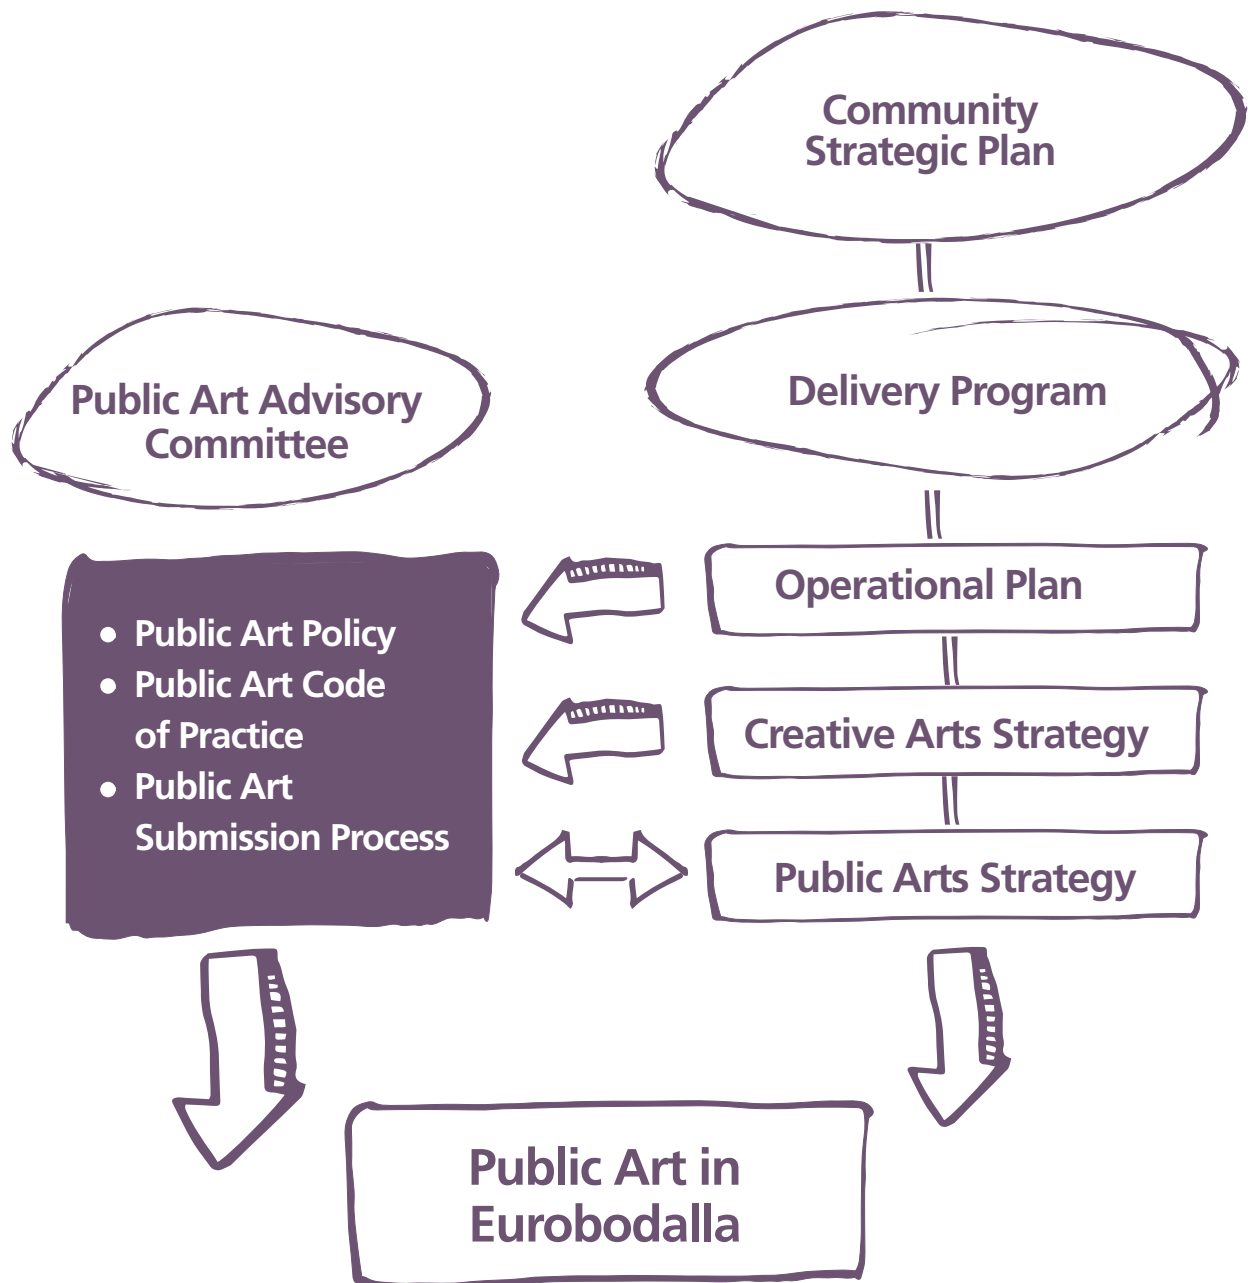 Community
Strategic Plan
Delivery Program
Public Art Advisory
Committee
Operational Plan
Creative Arts Strategy
Public Arts Strategy
• Public Art Policy
• Public Art Code
of Practice
• Public Art
Submission Process
Public Art in
Eurobodalla